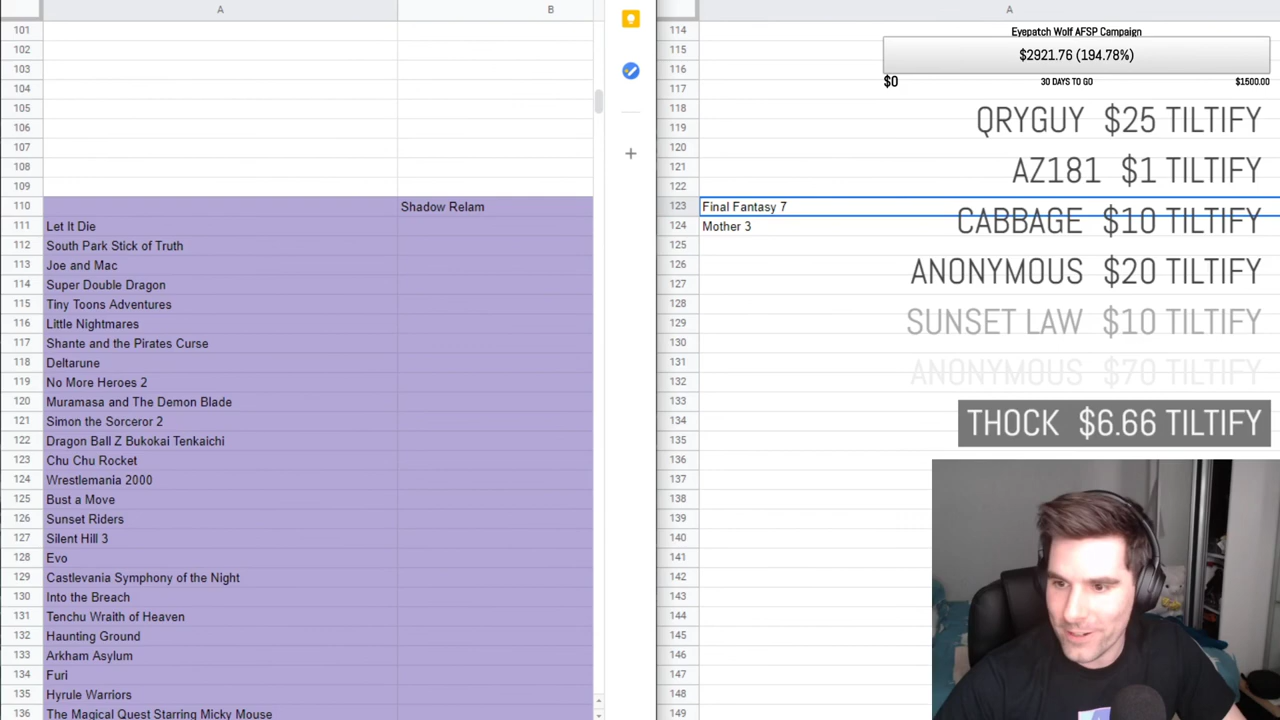 A
B
101
102
103
104
105
106
107
108
109
110 Shadow Relam
111 Let It Die
112 South Park Stick of Truth
113 Joe and Mac
114 Super Double Dragon
115 Tiny Toons Adventures
116 Little Nightmares
117 Shante and the Pirates Curse
118 Deltarune
119 No More Heroes 2
120 Muramasa and The Demon Blade
121 Simon the Sorcerer 2
122 Dragon Ball Z Bukokai Tenkaichi
123 Chu Chu Rocket
124 Wrestlemania 2000
125 Bust a Move
126 Sunset Riders
127 Silent Hill 3
128 Evo
129 Castlevania Symphony of the Night
130 Into the Breach
131 Tenchu Wraith of Heaven
132 Haunting Ground
133 Arkham Asylum
134 Furi
135 Hyrule Warriors
136 The Magical Quest Starring Micky Mouse
A
114
115
116
117
118
119
120
121
122
123 Final Fantasy 7
124 Mother 3
125
126
127
128
129
130
131
132
133
134
135
136
137
138
139
140
141
142
143
144
145
146
147
148
149
Eyepatch Wolf AFSP Campaign
$2921.76 (194.78%)
$0 30 DAYS TO GO $1500.00
QRYGUY $25 TILTIFY
AZ181 $1 TILTIFY
CABBAGE $10 TILTIFY
ANONYMOUS $20 TILTIFY
SUNSET LAW $10 TILTIFY
ANONYMOUS $70 TILTIFY
THOCK $6.66 TILTIFY